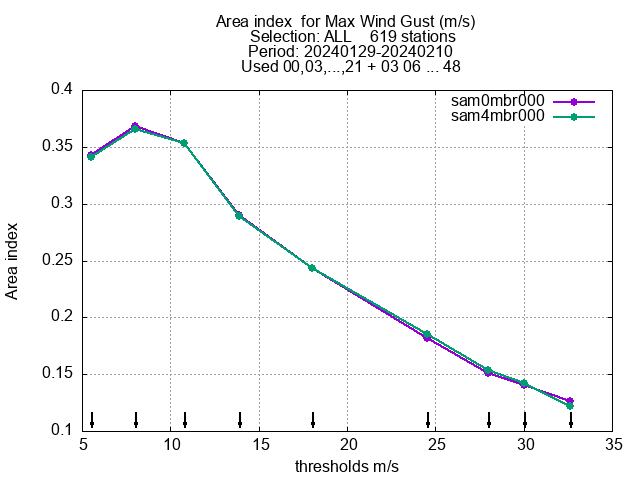 Area index  for Max Wind Gust (m/s)
Selection: ALL    619 stations
Period: 20240129-20240210
Used 00,03,...,21 + 03 06 ... 48
sam0mbr000
sam4mbr000
0.4
0.35
0.3
0.25
0.2
0.15
0.1
Area index
5 10 15 20 25 30 35
thresholds m/s